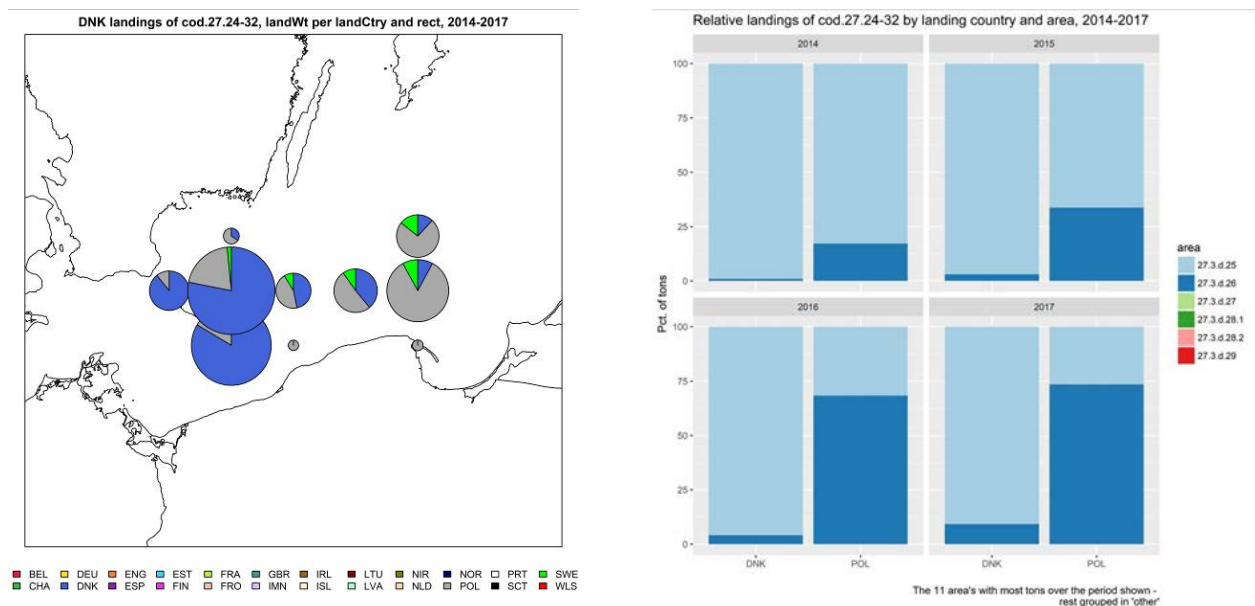 DNK landings of cod.27.24-32, landWt per landCtry and rect, 2014-2017
BEL DEU ENG EST FRA GBR IRL LTU NIR NOR PRT SWE
CHA DNK ESP FIN FRO IMN ISL LVA NLD POL SCT WLS
Relative landings of cod.27.24-32 by landing country and area, 2014-2017
2014 2015
100
75
50
25
0
2016 2017
100
75
50
25
0
Pct. of tons
DNK POL DNK POL
area
27.3.d.25
27.3.d.26
27.3.d.27
27.3.d.28.1
27.3.d.28.2
27.3.d.29
The 11 area's with most tons over the period shown -
rest grouped in 'other'